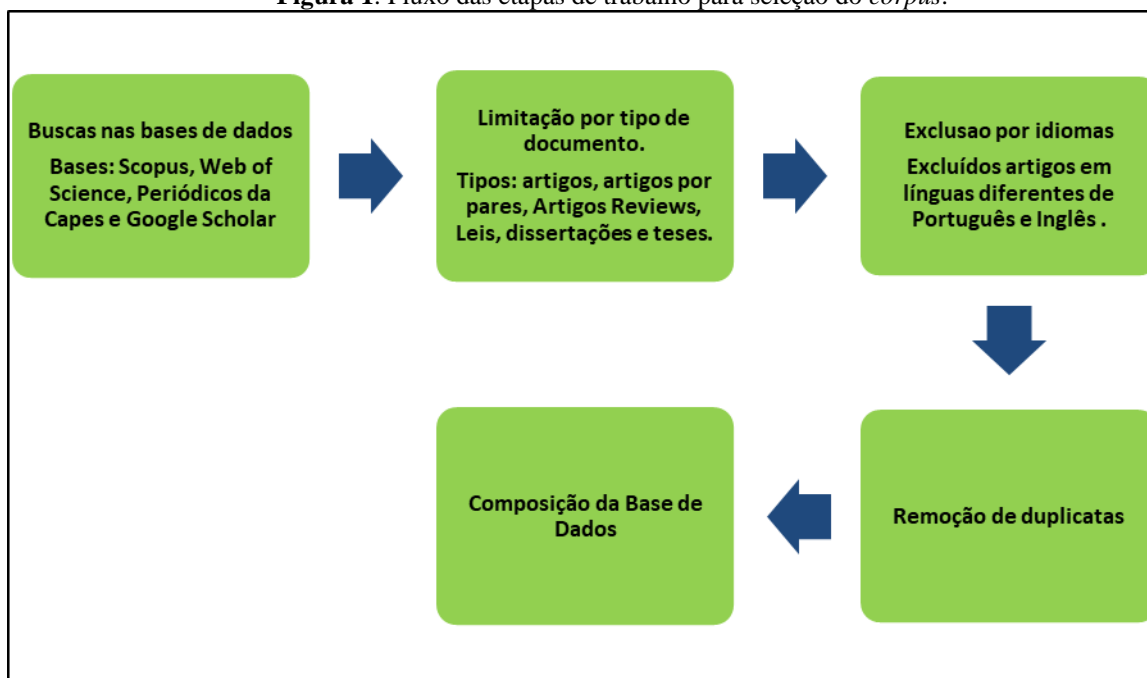 Figura 1. Fluxo das etapas de trabalho para seleção do corpus.
Buscas nas bases de dados
Bases: Scopus, Web of
Science, Periódicos da
Capes e Google Scholar
Limitação por tipo de
documento.
Tipos: artigos, artigos por
pares, Artigos Reviews,
Leis, dissertações e teses.
Exclusao por idiomas
Excluídos artigos em
línguas diferentes de
Português e Inglês .
Remoção de duplicatas
Composição da Base de
Dados